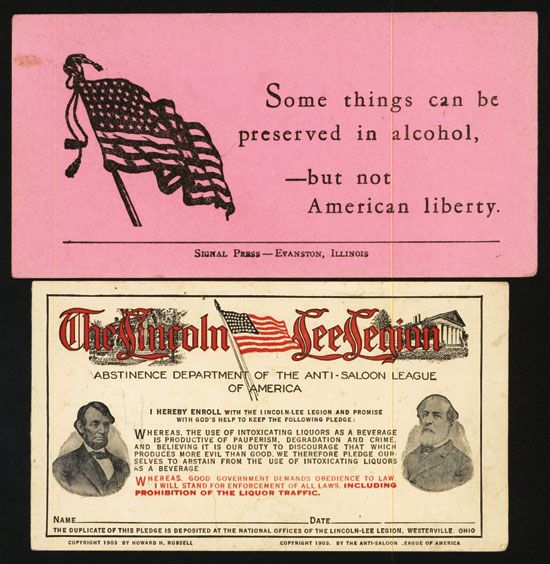 Some things can be
preserved in alcohol,
—but not
American liberty.
Signal Press — Evanston, Illinois
The Lincoln Lee Legion
ABSTINENCE DEPARTMENT OF THE ANTI-SALOON LEAGUE
OF AMERICA
I HEREBY ENROLL WITH THE LINCOLN-LEE LEGION AND PROMISE
WITH GOD'S HELP TO KEEP THE FOLLOWING PLEDGE:
WHEREAS, THE USE OF INTOXICATING LIQUORS AS A BEVERAGE
IS PRODUCTIVE OF PAUPERISM, DEGRADATION AND CRIME,
AND BELIEVING IT IS OUR DUTY TO DISCOURAGE THAT WHICH
PRODUCES MORE EVIL THAN GOOD, WE THEREFORE PLEDGE OUR-
SELVES TO ABSTAIN FROM THE USE OF INTOXICATING LIQUORS
AS A BEVERAGE
WHEREAS, GOOD GOVERNMENT DEMANDS OBEDIENCE TO LAW
I WILL STAND FOR ENFORCEMENT OF ALL LAWS, INCLUDING
PROHIBITION OF THE LIQUOR TRAFFIC.
NAME DATE
THE DUPLICATE OF THIS PLEDGE IS DEPOSITED AT THE NATIONAL OFFICES OF THE LINCOLN-LEE LEGION, WESTERVILLE, OHIO
COPYRIGHT 1903 BY HOWARD H. RUSSELL COPYRIGHT 1903, BY THE ANTI-SALOON LEAGUE OF AMERICA